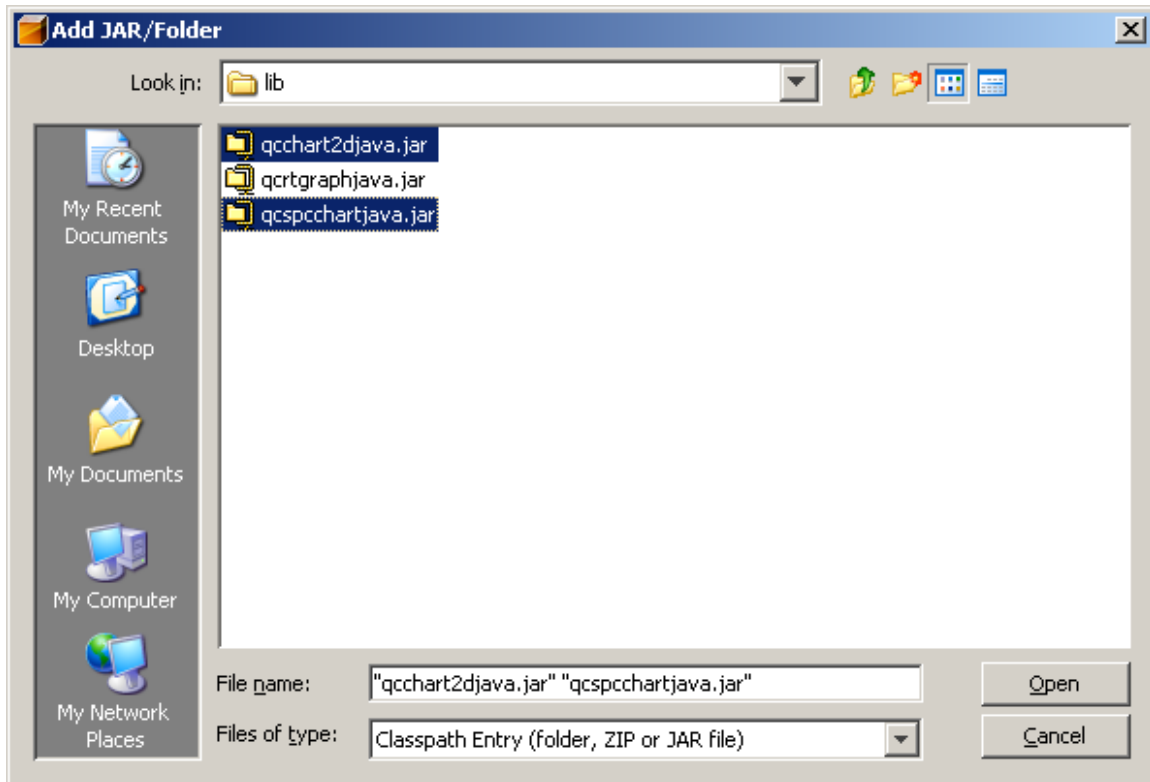 Add JAR/Folder
Look in:
lib
qcchart2djava.jar
qcrtgraphjava.jar
qcspcchartjava.jar
My Recent
Documents
Desktop
My Documents
My Computer
My Network
Places
File name:
"qcchart2djava.jar" "qcspcchartjava.jar"
Open
Files of type:
Classpath Entry (folder, ZIP or JAR file)
Cancel